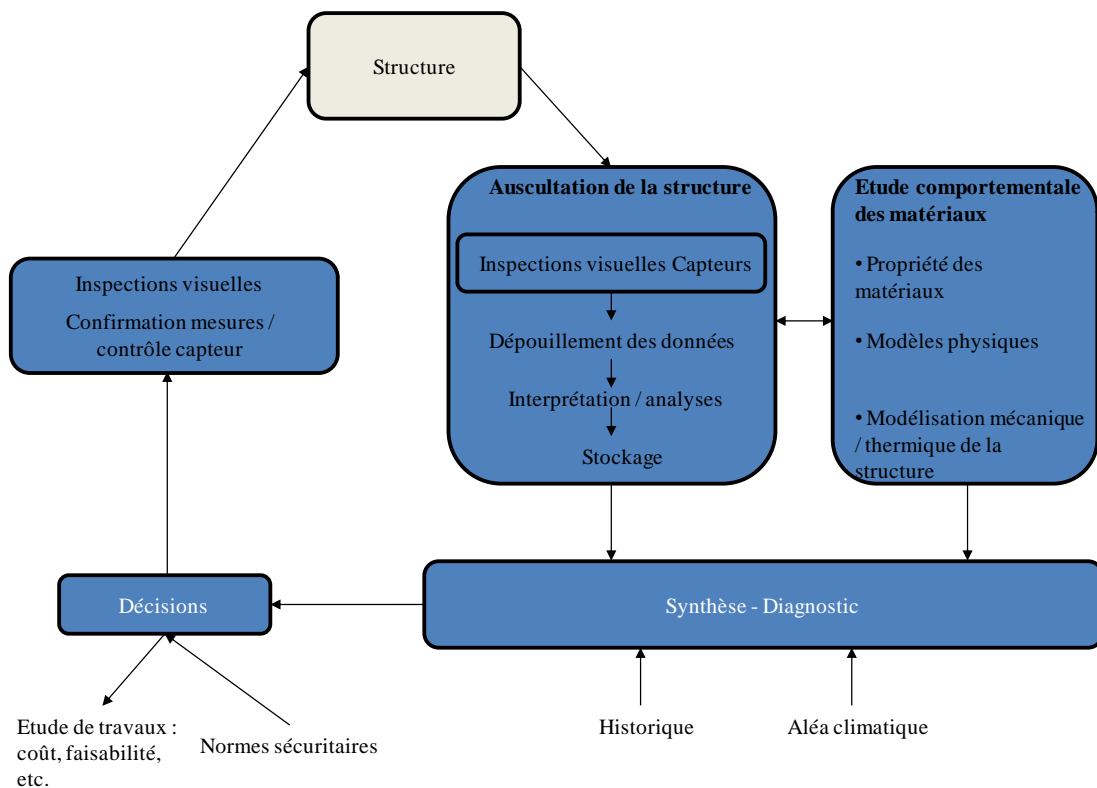 Structure
Auscultation de la structure
Inspections visuelles Capteurs
Dépouillement des données
Interprétation / analyses
Stockage
Etude comportementale
des matériaux
• Propriété des
matériaux
• Modèles physiques
• Modélisation mécanique
/ thermique de la
structure
Inspections visuelles
Confirmation mesures /
contrôle capteur
Décisions
Synthèse - Diagnostic
Etude de travaux :
coût, faisabilité,
etc.
Normes sécuritaires
Historique
Aléa climatique